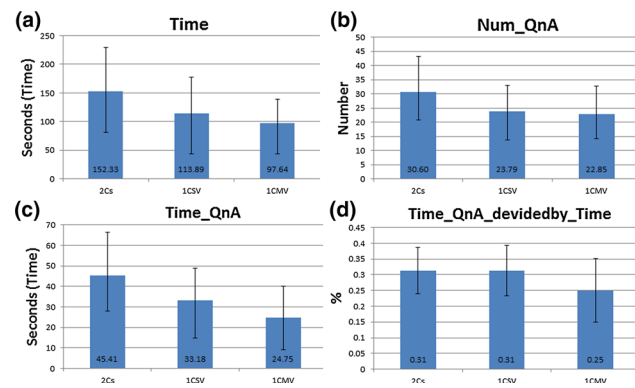 (a) Time
Seconds (Time)
250
200
150
100
50
0
152.33 113.89 97.64
2Cs 1CSV 1CMV
(b) Num_QnA
Number
50
45
40
35
30
25
20
15
10
5
0
30.60 23.79 22.85
2Cs 1CSV 1CMV
(c) Time_QnA
Seconds (Time)
70
60
50
40
30
20
10
0
45.41 33.18 24.75
2Cs 1CSV 1CMV
(d) Time_QnA_devidedby_Time
%
0.45
0.4
0.35
0.3
0.25
0.2
0.15
0.1
0.05
0
0.31 0.31 0.25
2Cs 1CSV 1CMV